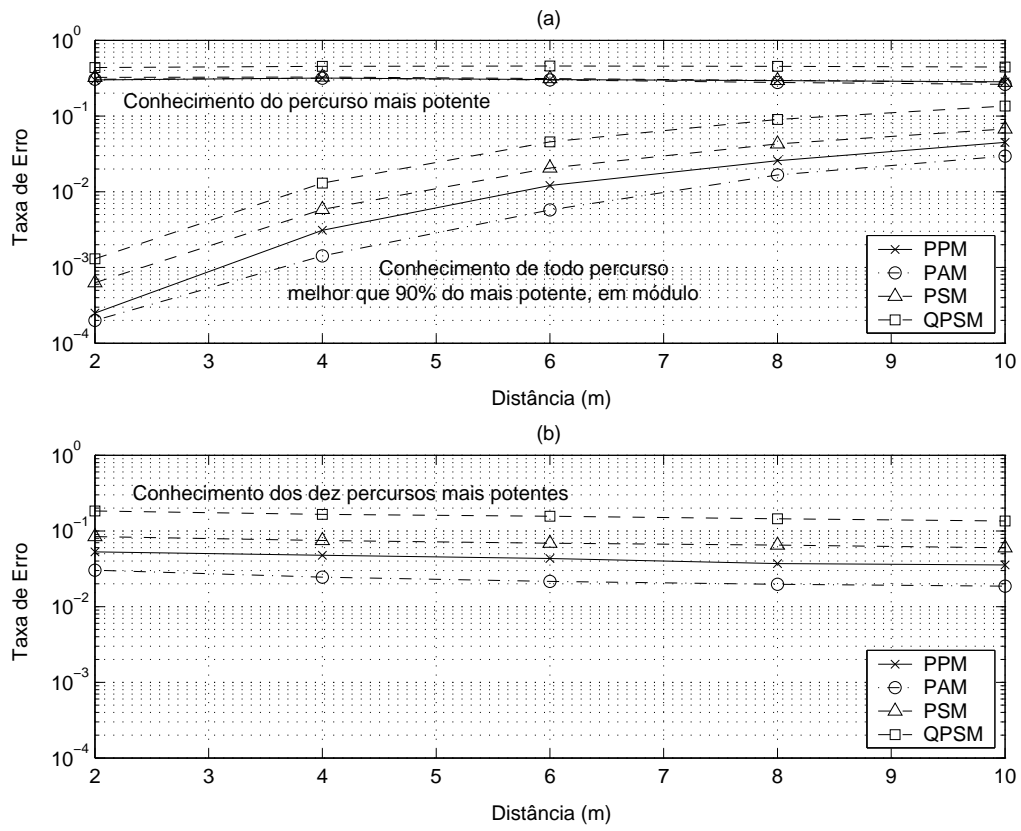 (a)
10^0
10^−1
10^−2
10^−3
10^−4
Taxa de Erro
Conhecimento do percurso mais potente
Conhecimento de todo percurso
melhor que 90% do mais potente, em módulo
PPM
PAM
PSM
QPSM
2 3 4 5 6 7 8 9 10
Distância (m)
(b)
10^0
10^−1
10^−2
10^−3
10^−4
Taxa de Erro
Conhecimento dos dez percursos mais potentes
PPM
PAM
PSM
QPSM
2 3 4 5 6 7 8 9 10
Distância (m)